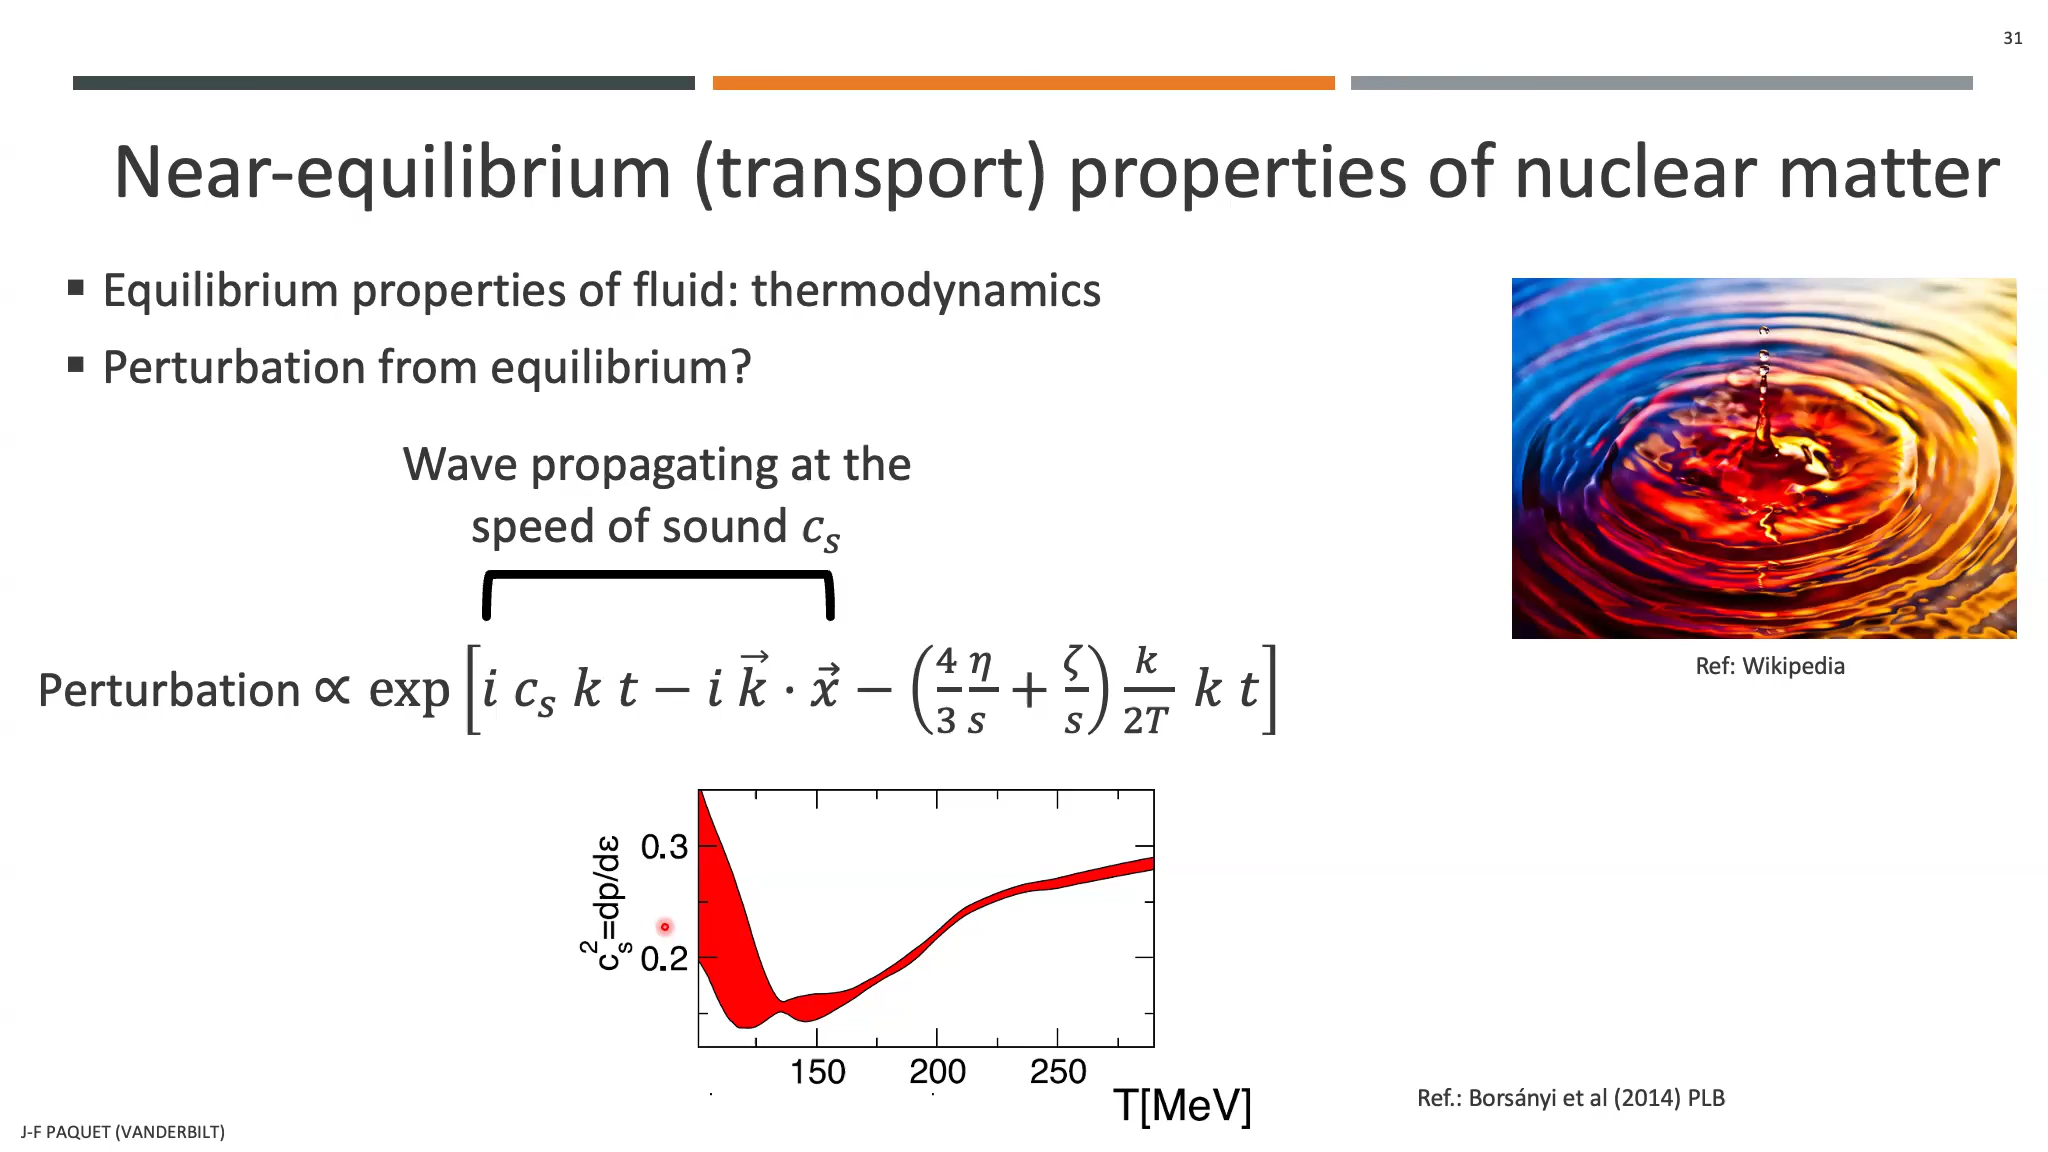 31
Near-equilibrium (transport) properties of nuclear matter
▪ Equilibrium properties of fluid: thermodynamics
▪ Perturbation from equilibrium?
Wave propagating at the
speed of sound c_s
Perturbation ∝ exp [i c_s k t − i k⃗ · x⃗ − (4/3 η/s + ζ/s) k/2T k t]
Ref: Wikipedia
c_s^2=dp/dε
0.3
0.2
150 200 250
T[MeV]
Ref.: Borsányi et al (2014) PLB
J-F PAQUET (VANDERBILT)